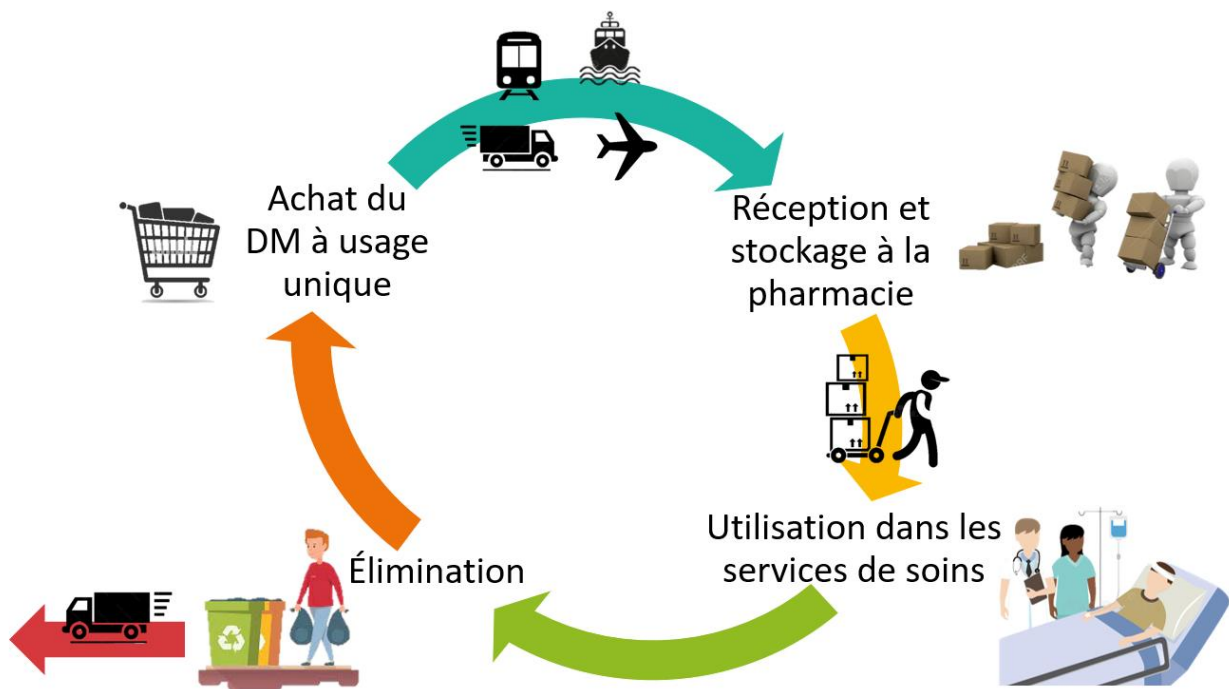 Achat du
DM à usage
unique
Réception et
stockage à la
pharmacie
Utilisation dans les
services de soins
Élimination